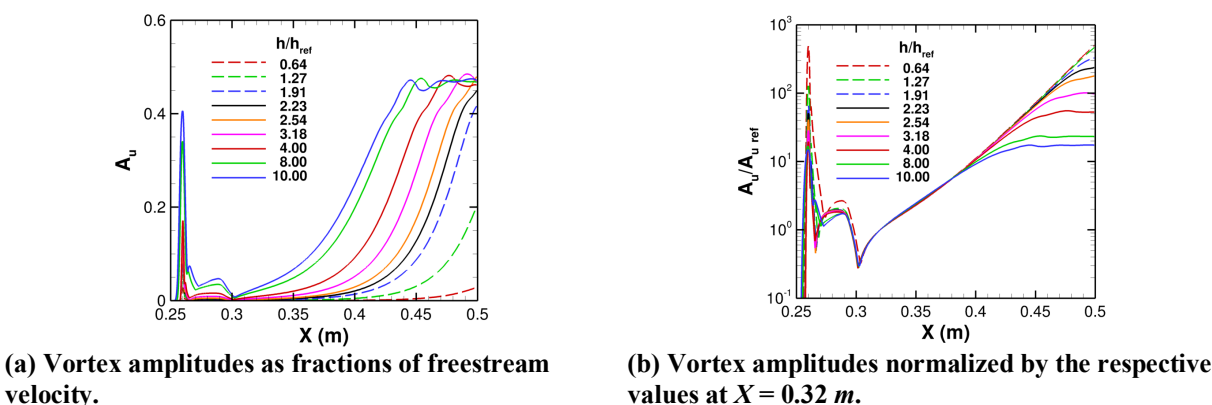 0.6
0.4
0.2
0
A_u
h/h_ref
0.64
1.27
1.91
2.23
2.54
3.18
4.00
8.00
10.00
0.25 0.3 0.35 0.4 0.45 0.5
X (m)
(a) Vortex amplitudes as fractions of freestream
velocity.
10^3
10^2
10^1
10^0
10^-1
A_u/A_u ref
h/h_ref
0.64
1.27
1.91
2.23
2.54
3.18
4.00
8.00
10.00
0.25 0.3 0.35 0.4 0.45 0.5
X (m)
(b) Vortex amplitudes normalized by the respective
values at X = 0.32 m.